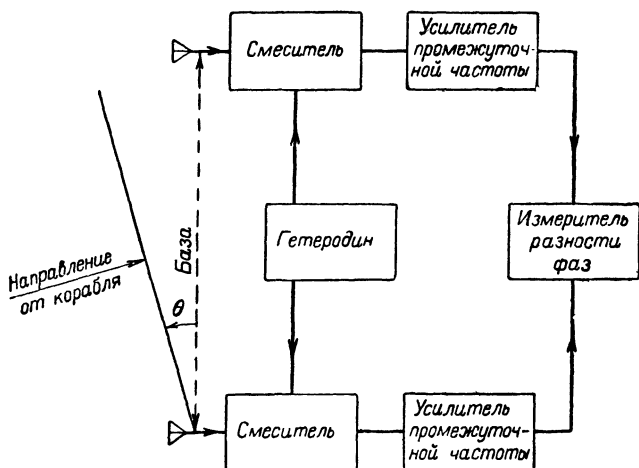 Смеситель
Усилитель
промежуточ-
ной частоты
Направление
от корабля
θ
База
Гетеродин
Измеритель
разности
фаз
Смеситель
Усилитель
промежуточ-
ной частоты